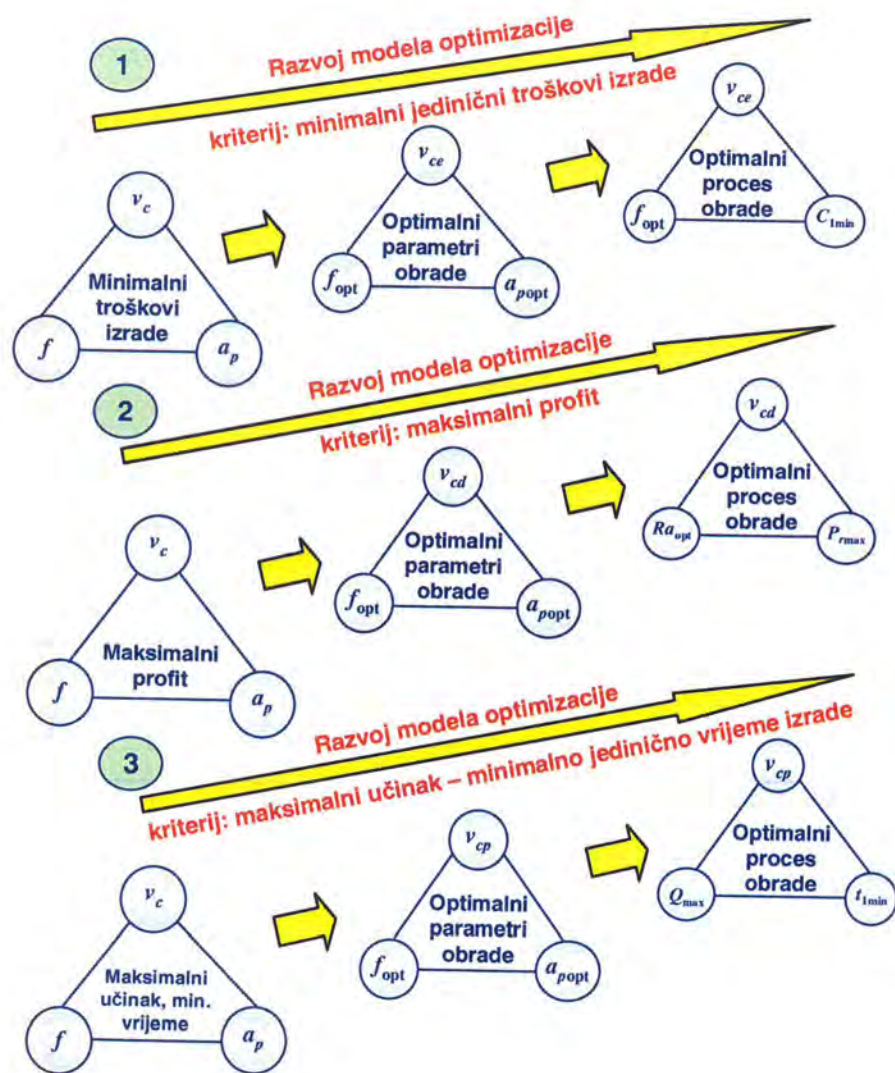 1
Razvoj modela optimizacije
kriterij: minimalni jedinični troškovi izrade
v_c
Minimalni
troškovi
izrade
f
a_p
v_ce
Optimalni
parametri
obrade
f_opt
a_popt
v_ce
Optimalni
proces
obrade
f_opt
C_1min
2
Razvoj modela optimizacije
kriterij: maksimalni profit
v_c
Maksimalni
profit
f
a_p
v_cd
Optimalni
parametri
obrade
f_opt
a_popt
v_cd
Optimalni
proces
obrade
Ra_opt
P_rmax
3
Razvoj modela optimizacije
kriterij: maksimalni učinak – minimalno jedinično vrijeme izrade
v_c
Maksimalni
učinak, min.
vrijeme
f
a_p
v_cp
Optimalni
parametri
obrade
f_opt
a_popt
v_cp
Optimalni
proces
obrade
Q_max
t_1min